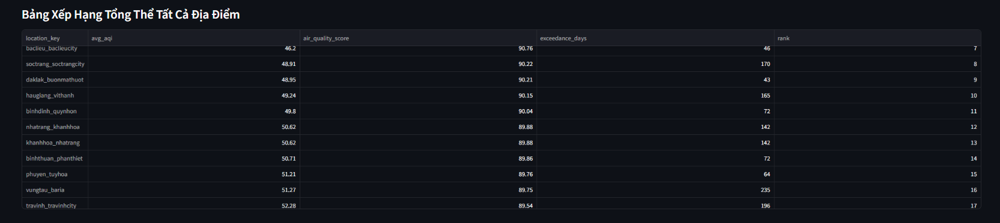 Bảng Xếp Hạng Tổng Thể Tất Cả Địa Điểm
location_key avg_aqi air_quality_score exceedance_days rank
baclieu_baclieucity 46.2 90.76 46 7
soctrang_soctrangcity 48.91 90.22 170 8
daklak_buonmathuot 48.95 90.21 43 9
haugiang_vithanh 49.24 90.15 165 10
binhdinh_quynhon 49.8 90.04 72 11
nhatrang_khanhhoa 50.62 89.88 142 12
khanhhoa_nhatrang 50.62 89.88 142 13
binhthuan_phanthiet 50.71 89.86 72 14
phuyen_tuyhoa 51.21 89.76 64 15
vungtau_baria 51.27 89.75 235 16
travinh_travinhcity 52.28 89.54 196 17